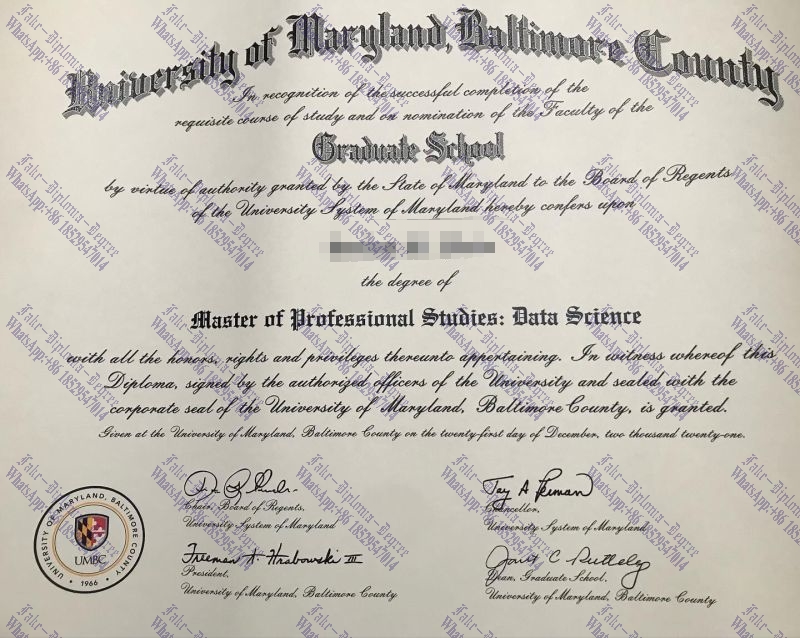 University of Maryland, Baltimore County
In recognition of the successful completion of the
requisite course of study and on nomination of the Faculty of the
Graduate School
by virtue of authority granted by the State of Maryland to the Board of Regents
of the University System of Maryland hereby confers upon
the degree of
Master of Professional Studies: Data Science
with all the honors, rights and privileges thereunto appertaining. In witness whereof this
Diploma, signed by the authorized officers of the University and sealed with the
corporate seal of the University of Maryland, Baltimore County, is granted.
Given at the University of Maryland, Baltimore County on the twenty-first day of December, two thousand twenty-one.
Chair, Board of Regents,
University System of Maryland
Jay A Perman
Chancellor,
University System of Maryland
Freeman A. Hrabowski III
President,
University of Maryland, Baltimore County
Dean, Graduate School,
University of Maryland, Baltimore County
UNIVERSITY OF MARYLAND, BALTIMORE COUNTY
UMBC
1966
Fake-Diploma-Degree
WhatsApp:+86 18529547014